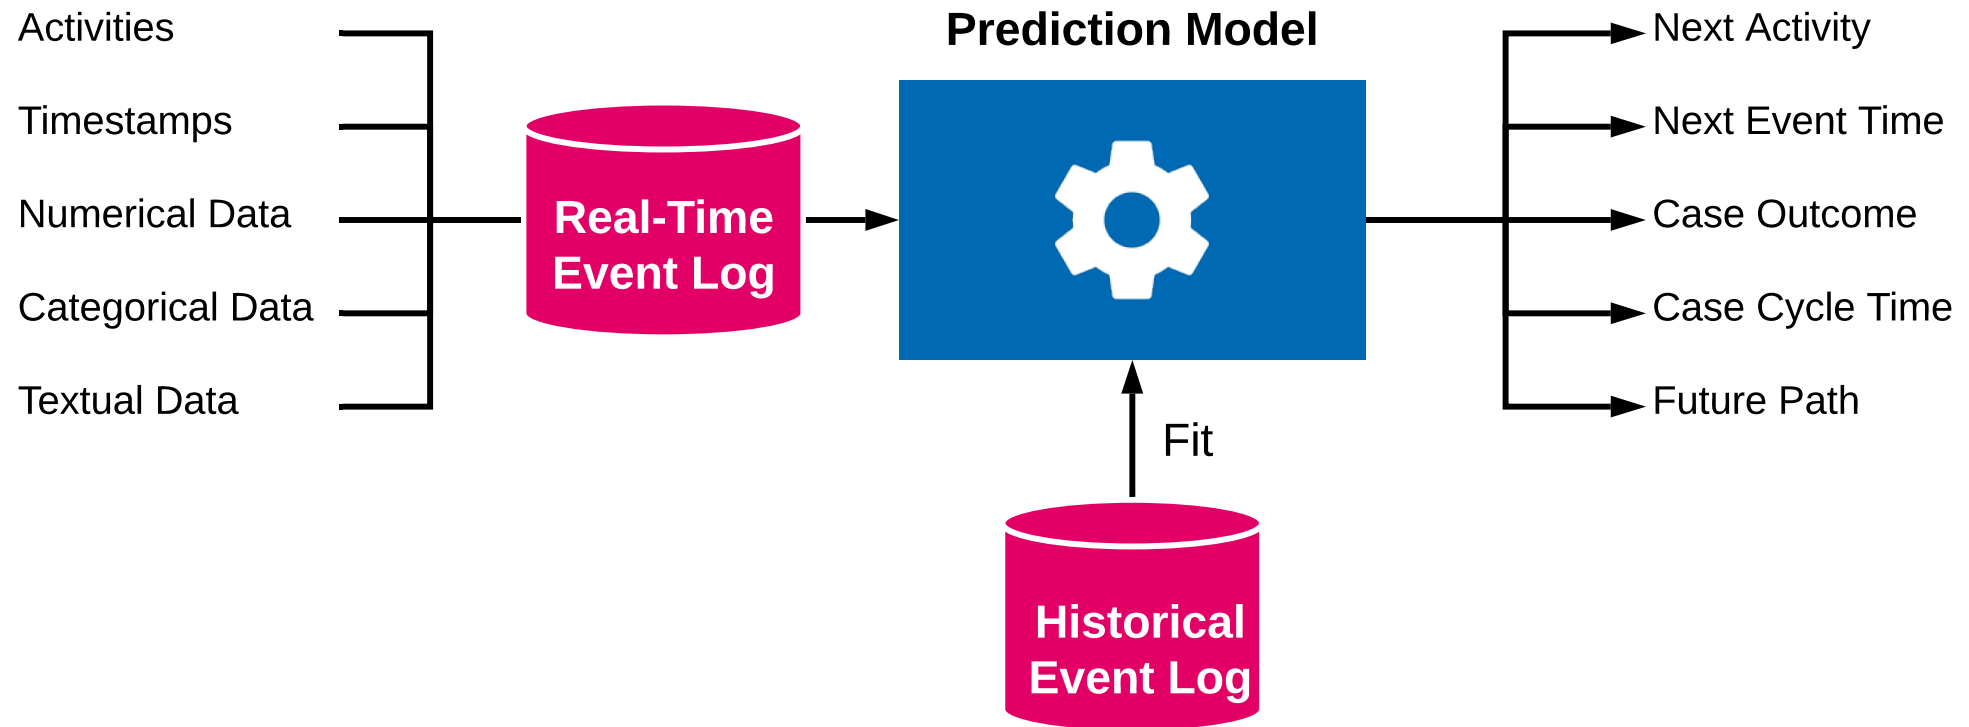 Activities
Timestamps
Numerical Data
Categorical Data
Textual Data
Real-Time
Event Log
Prediction Model
Fit
Historical
Event Log
Next Activity
Next Event Time
Case Outcome
Case Cycle Time
Future Path